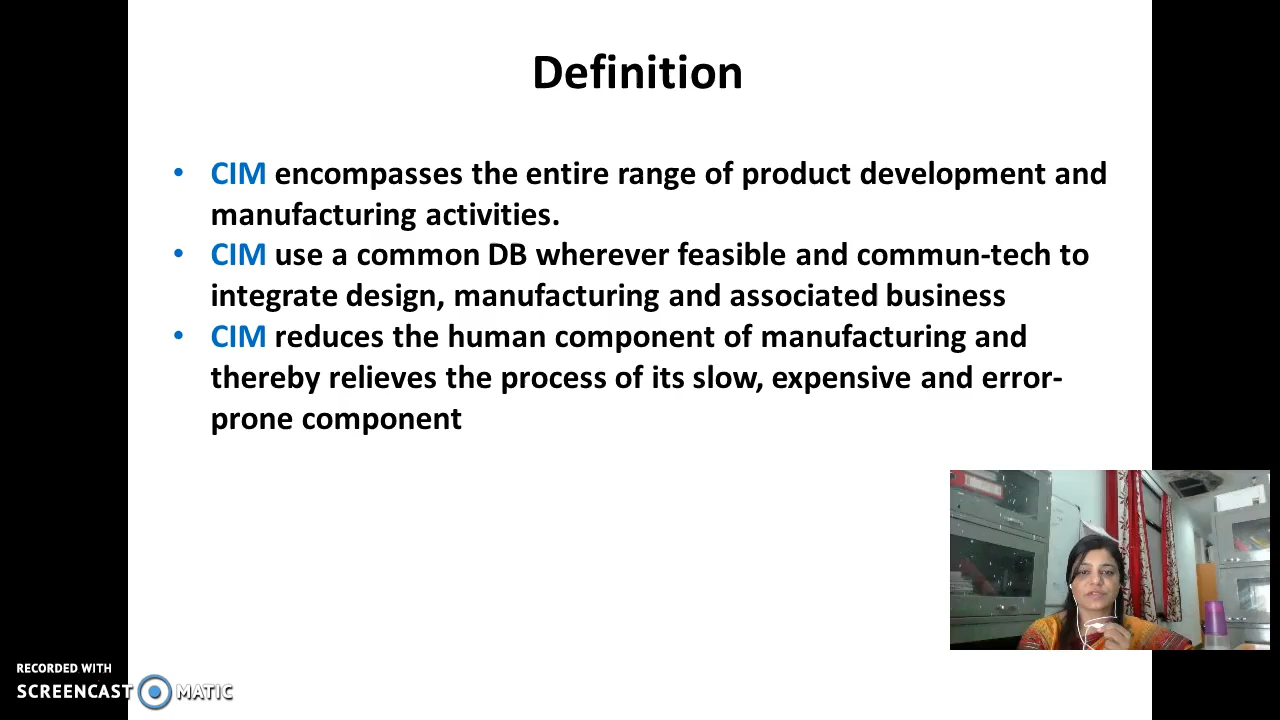 Definition
• CIM encompasses the entire range of product development and
manufacturing activities.
• CIM use a common DB wherever feasible and commun-tech to
integrate design, manufacturing and associated business
• CIM reduces the human component of manufacturing and
thereby relieves the process of its slow, expensive and error-
prone component
RECORDED WITH
SCREENCAST MATIC